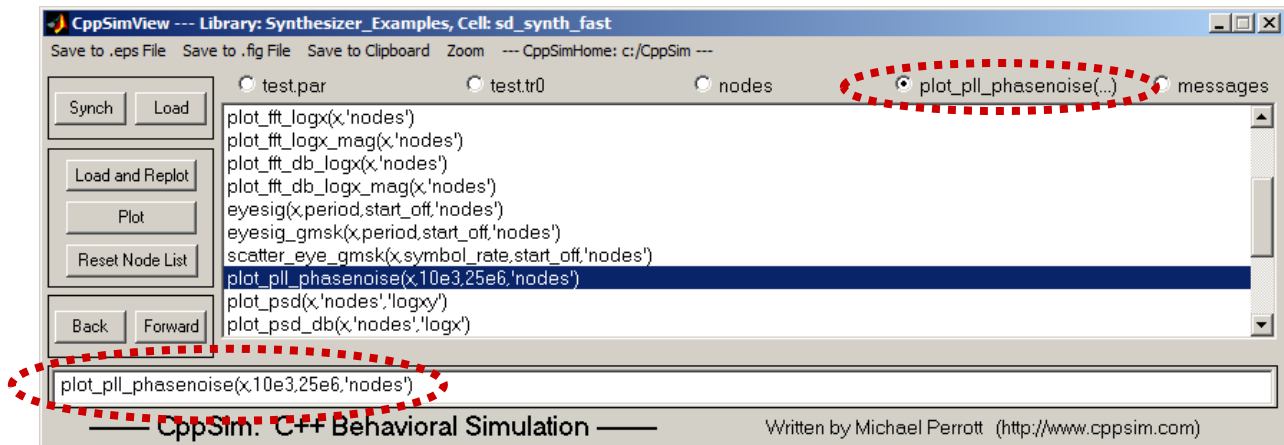 CppSimView --- Library: Synthesizer_Examples, Cell: sd_synth_fast
Save to .eps File Save to .fig File Save to Clipboard Zoom --- CppSimHome: c:/CppSim ---
test.par test.tr0 nodes plot_pll_phasenoise(...) messages
Synch Load
plot_fft_logx(x,'nodes')
plot_fft_logx_mag(x,'nodes')
plot_fft_db_logx(x,'nodes')
plot_fft_db_logx_mag(x,'nodes')
eyesig(x,period,start_off,'nodes')
eyesig_gmsk(x,period,start_off,'nodes')
scatter_eye_gmsk(x,symbol_rate,start_off,'nodes')
plot_pll_phasenoise(x,10e3,25e6,'nodes')
plot_psd(x,'nodes','logxy')
plot_psd_db(x,'nodes','logx')
Load and Replot
Plot
Reset Node List
Back Forward
plot_pll_phasenoise(x,10e3,25e6,'nodes')
CppSim: C++ Behavioral Simulation
Written by Michael Perrott (http://www.cppsim.com)